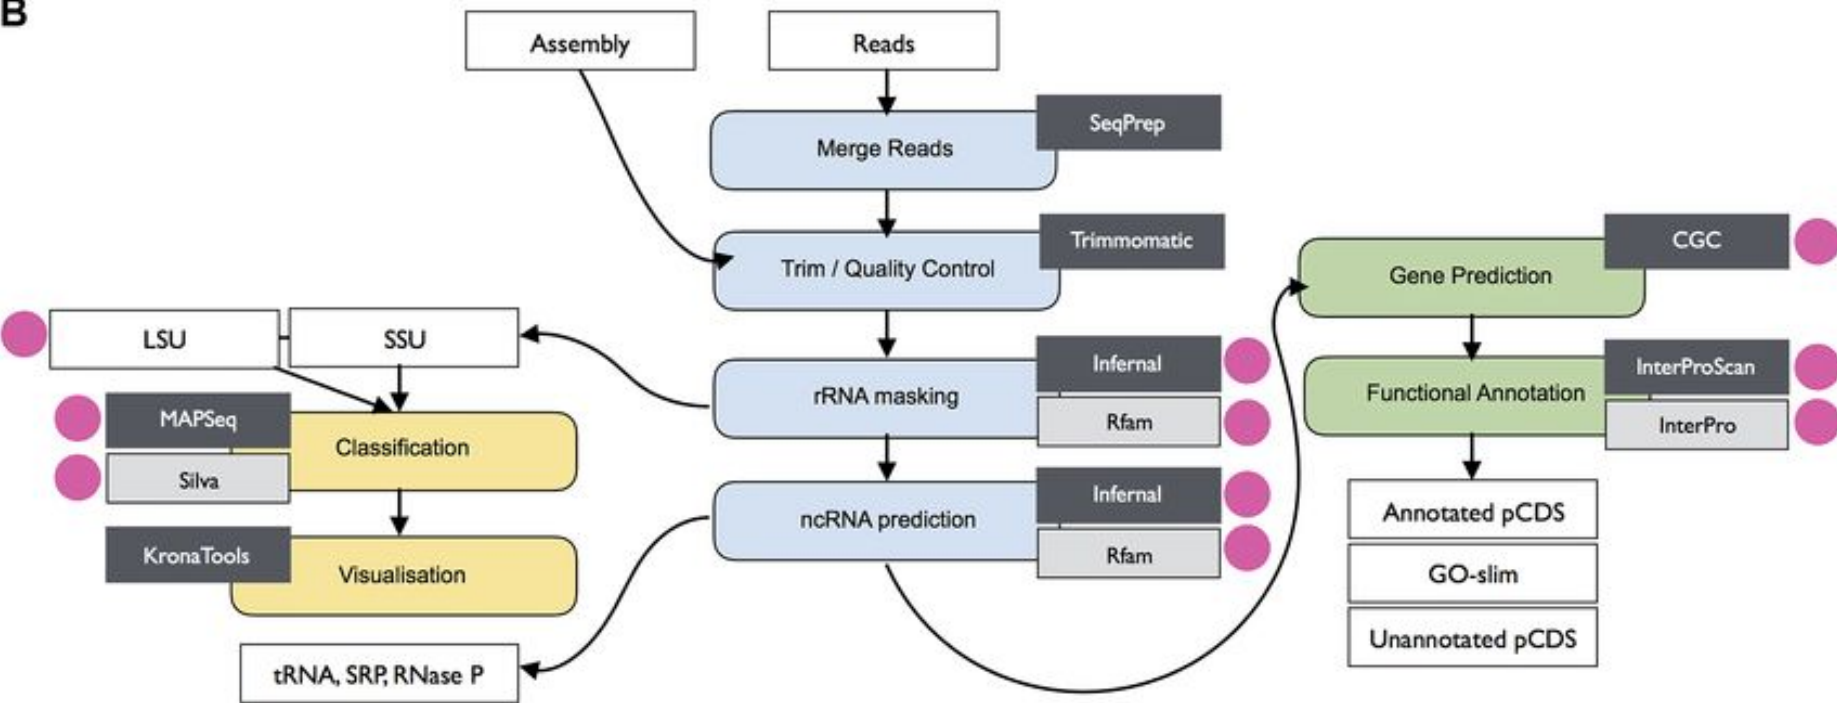 B
Assembly
Reads
SeqPrep
Merge Reads
Trimmomatic
Trim / Quality Control
CGC
Gene Prediction
LSU
SSU
Infernal
rRNA masking
Rfam
InterProScan
Functional Annotation
InterPro
MAPSeq
Classification
Silva
Infernal
ncRNA prediction
Rfam
Annotated pCDS
KronaTools
Visualisation
GO-slim
Unannotated pCDS
tRNA, SRP, RNase P